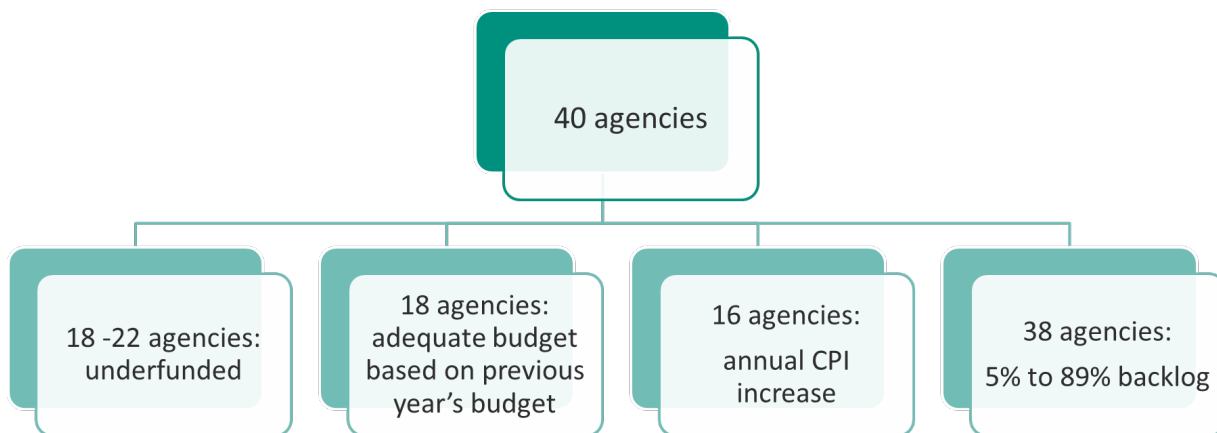 40 agencies
18 -22 agencies:
underfunded
18 agencies:
adequate budget
based on previous
year’s budget
16 agencies:
annual CPI
increase
38 agencies:
5% to 89% backlog